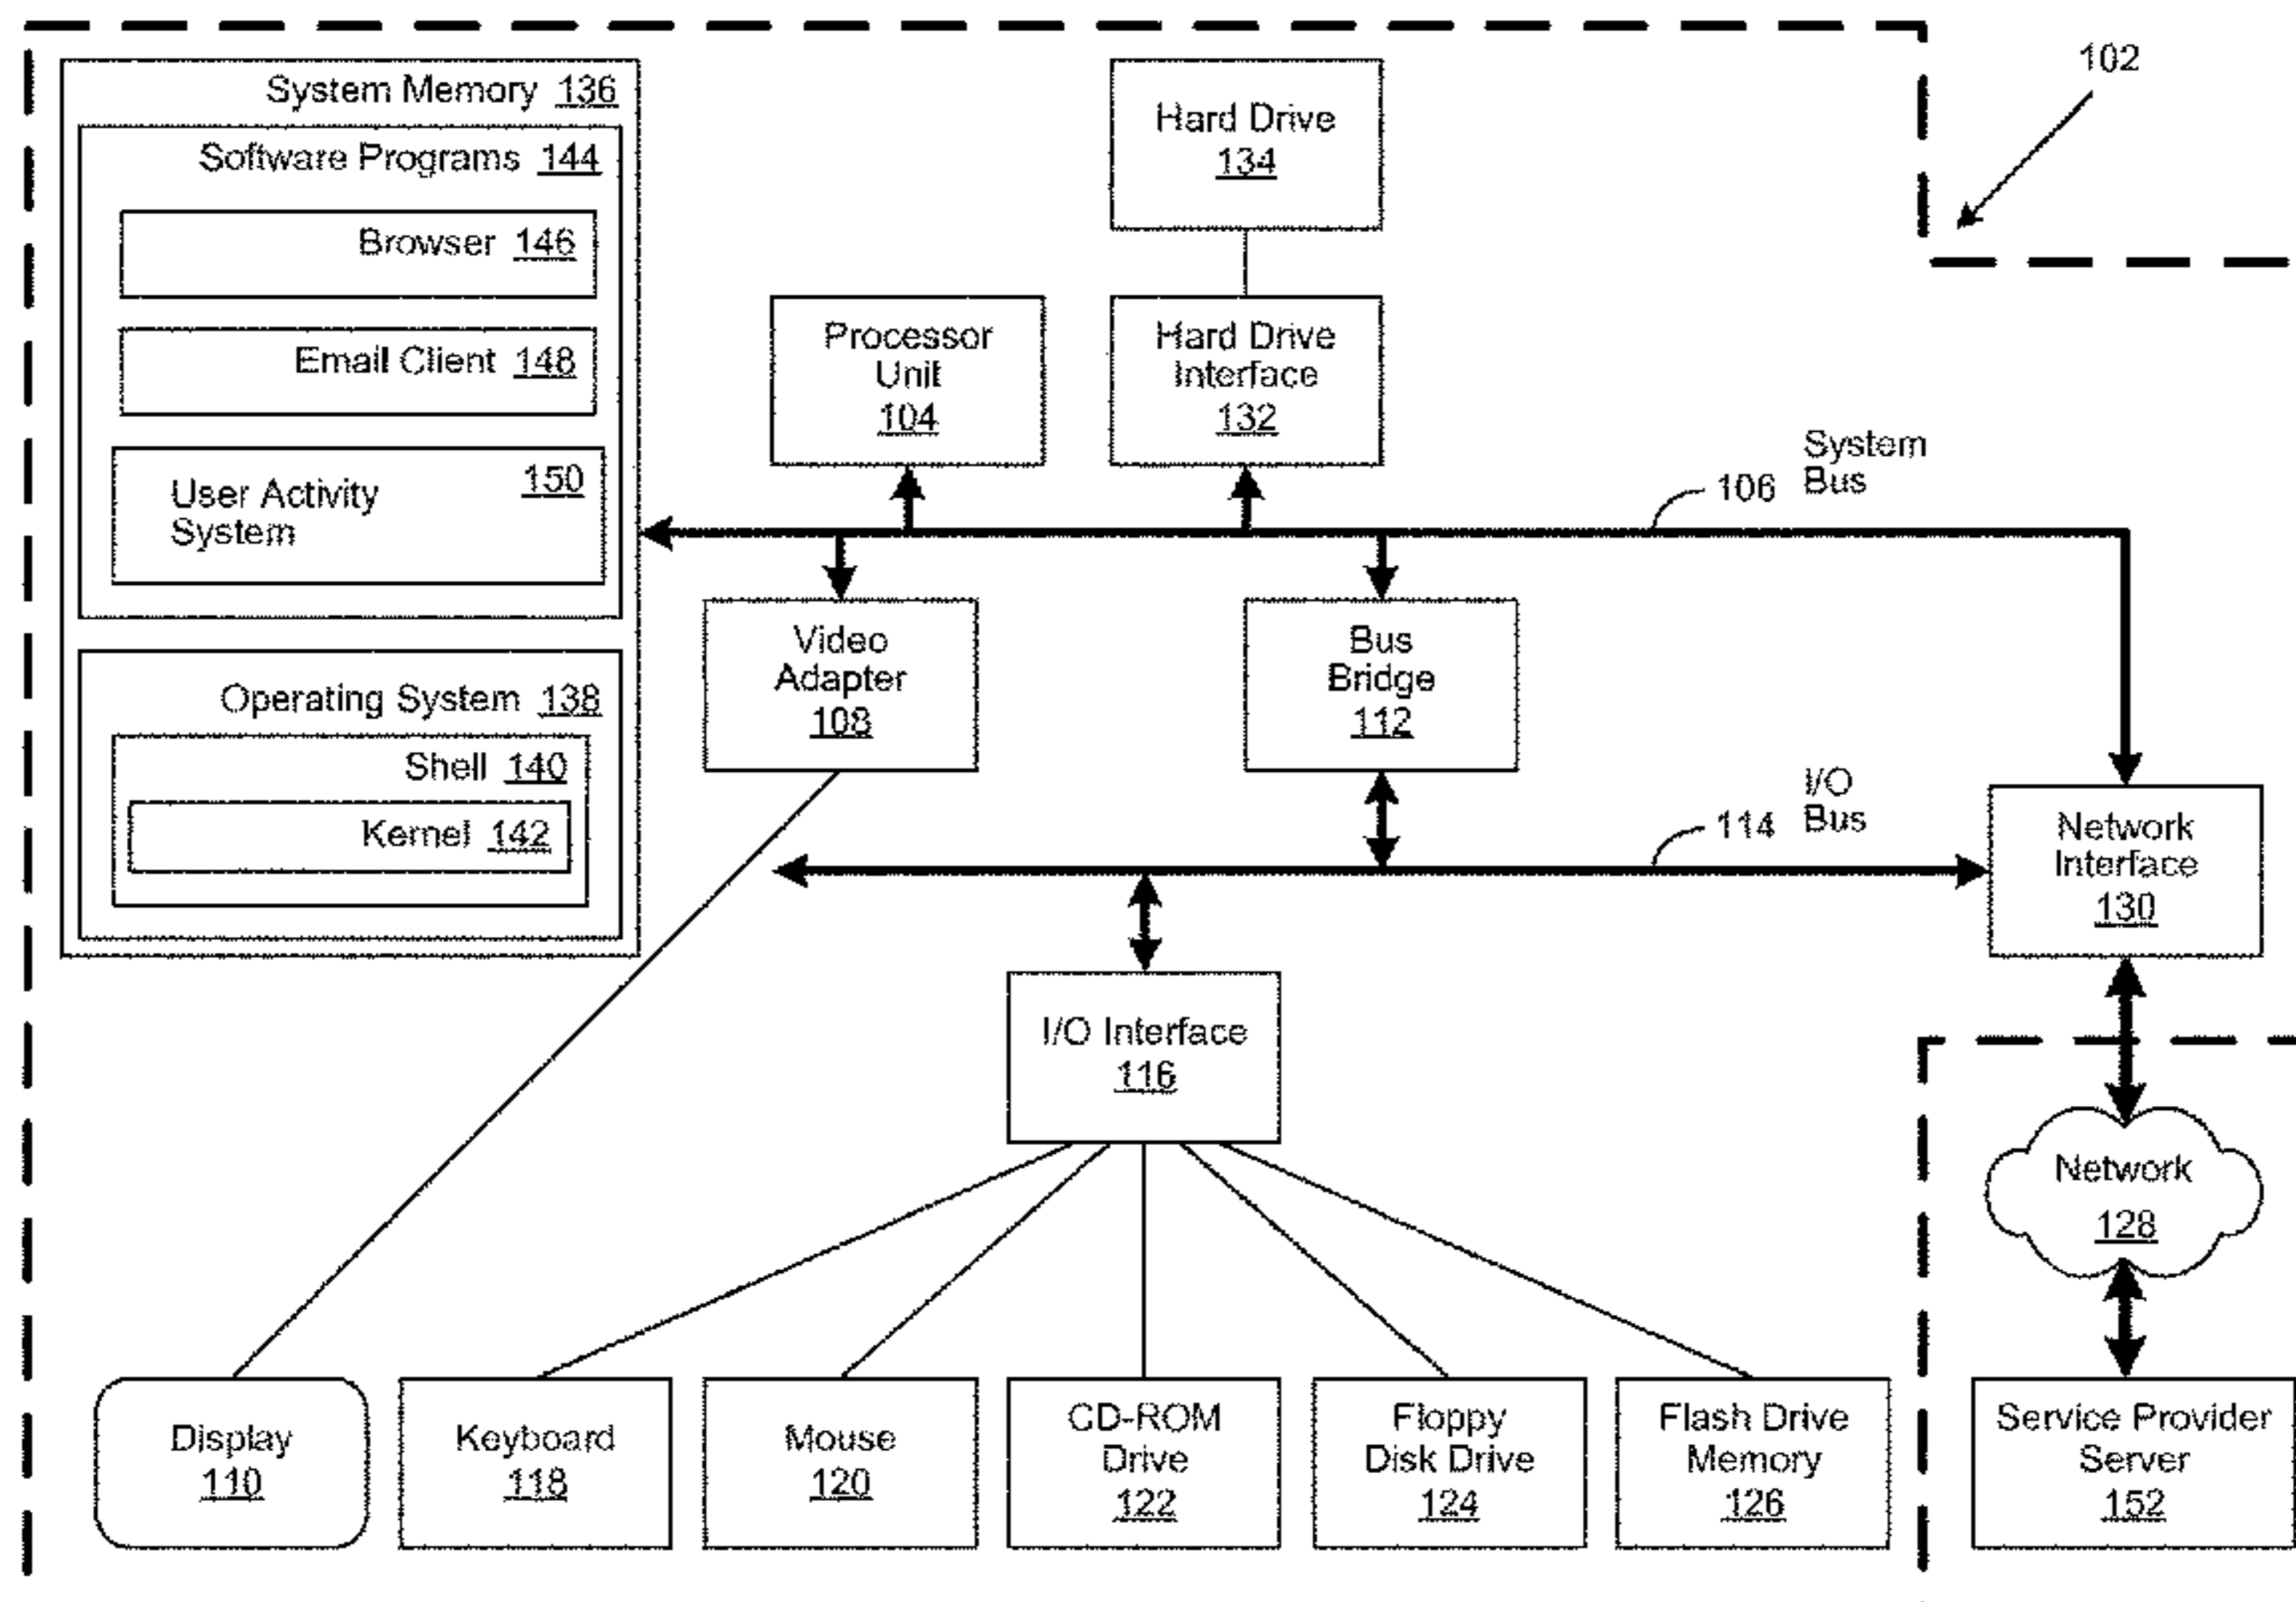 102
System Memory 136
Software Programs 144
Browser 146
Email Client 148
User Activity
System
150
Operating System 138
Shell 140
Kernel 142
Hard Drive
134
Processor
Unit
104
Hard Drive
Interface
132
106
System
Bus
Video
Adapter
108
Bus
Bridge
112
114
I/O
Bus
Network
Interface
130
I/O Interface
116
Network
128
Display
110
Keyboard
118
Mouse
120
CD-ROM
Drive
122
Floppy
Disk Drive
124
Flash Drive
Memory
126
Service Provider
Server
152